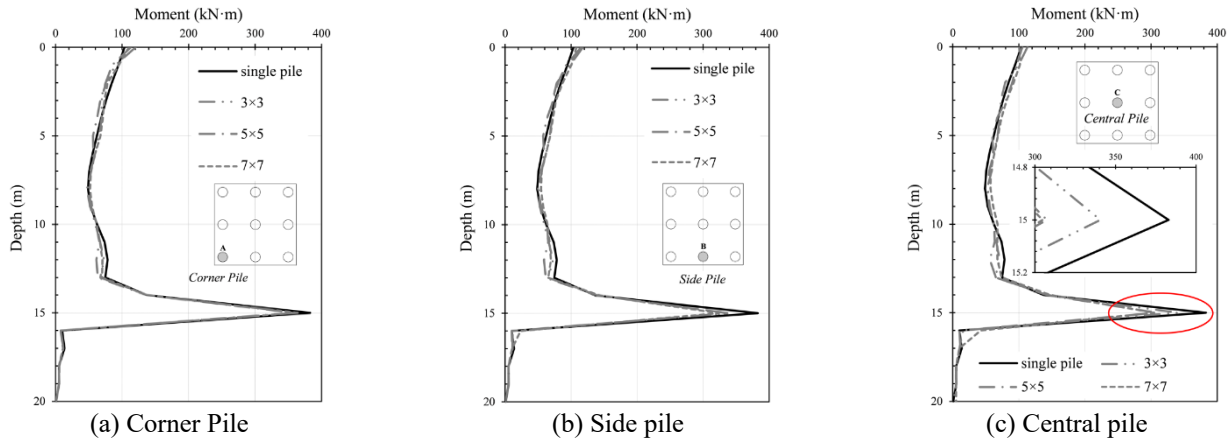 Moment (kN·m)
0 100 200 300 400
0
5
10
15
20
Depth (m)
single pile
3×3
5×5
7×7
A
Corner Pile
(a) Corner Pile
Moment (kN·m)
0 100 200 300 400
0
5
10
15
20
Depth (m)
single pile
3×3
5×5
7×7
B
Side Pile
(b) Side pile
Moment (kN·m)
0 100 200 300 400
0
5
10
15
20
Depth (m)
C
Central Pile
300 350 400
14.8
15
15.2
single pile 3×3
5×5 7×7
(c) Central pile